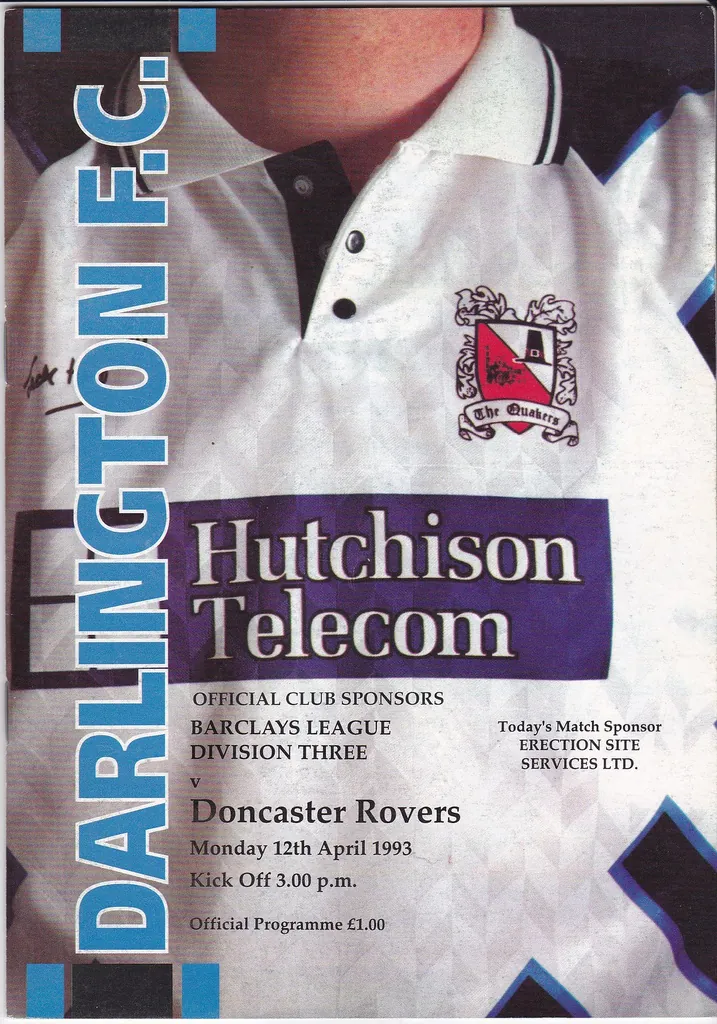 DARLINGTON F.C.
The Quakers
Hutchison
Telecom
OFFICIAL CLUB SPONSORS
BARCLAYS LEAGUE
DIVISION THREE
v
Doncaster Rovers
Monday 12th April 1993
Kick Off 3.00 p.m.
Official Programme £1.00
Today's Match Sponsor
ERECTION SITE
SERVICES LTD.